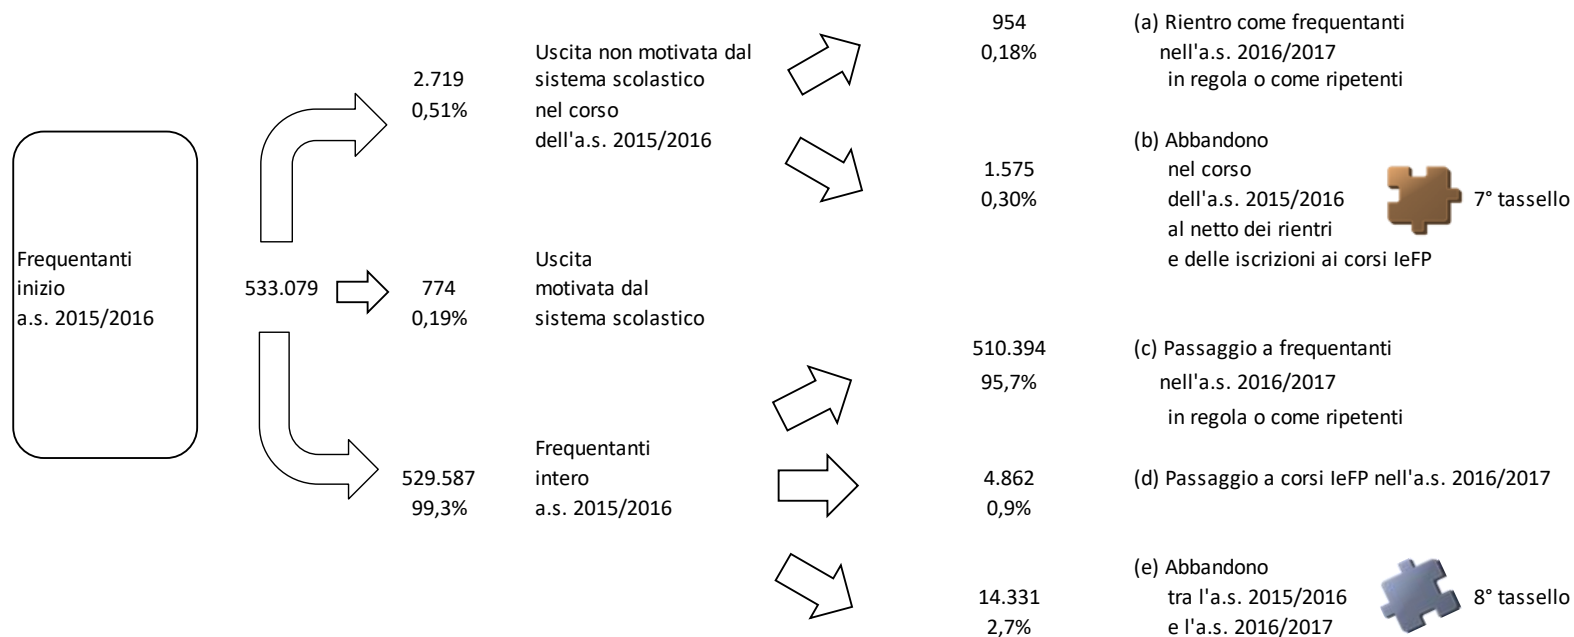 Frequentanti
inizio
a.s. 2015/2016
533.079
2.719
0,51%
Uscita non motivata dal
sistema scolastico
nel corso
dell'a.s. 2015/2016
954
0,18%
(a) Rientro come frequentanti
nell'a.s. 2016/2017
in regola o come ripetenti
1.575
0,30%
(b) Abbandono
nel corso
dell'a.s. 2015/2016
al netto dei rientri
e delle iscrizioni ai corsi IeFP
7° tassello
774
0,19%
Uscita
motivata dal
sistema scolastico
529.587
99,3%
Frequentanti
intero
a.s. 2015/2016
510.394
95,7%
(c) Passaggio a frequentanti
nell'a.s. 2016/2017
in regola o come ripetenti
4.862
0,9%
(d) Passaggio a corsi IeFP nell'a.s. 2016/2017
14.331
2,7%
(e) Abbandono
tra l'a.s. 2015/2016
e l'a.s. 2016/2017
8° tassello